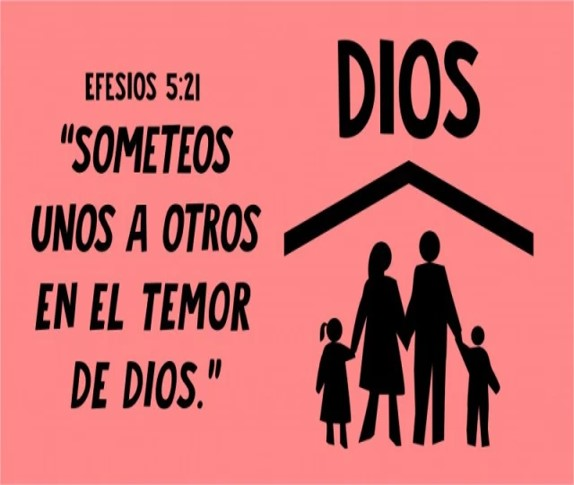 EFESIOS 5:21
"SOMETEOS
UNOS A OTROS
EN EL TEMOR
DE DIOS."
DIOS